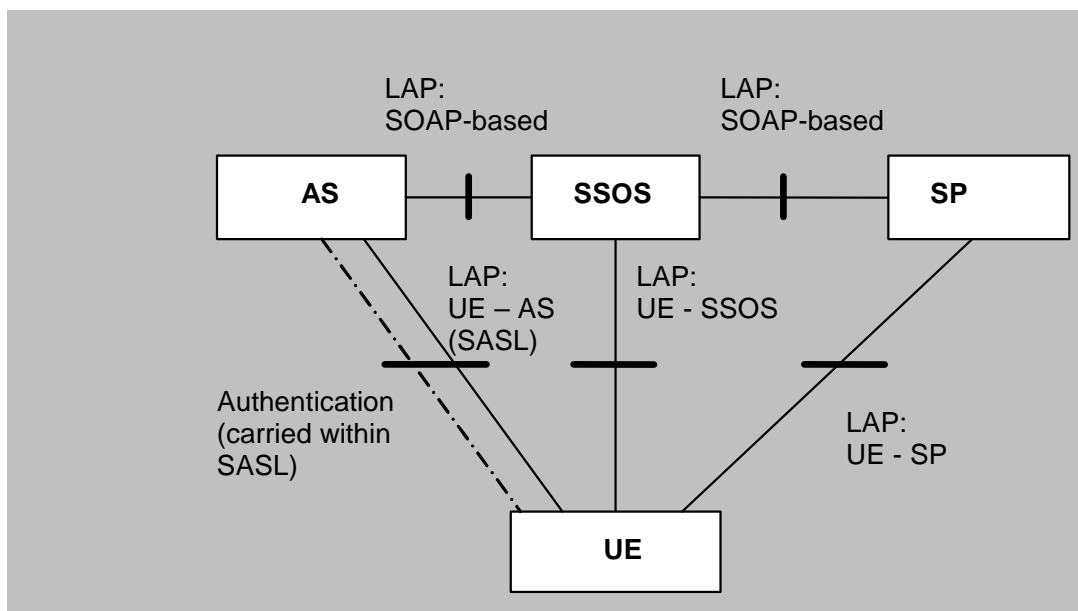 LAP:
SOAP-based
LAP:
SOAP-based
AS
SSOS
SP
LAP:
UE – AS
(SASL)
LAP:
UE - SSOS
Authentication
(carried within
SASL)
LAP:
UE - SP
UE